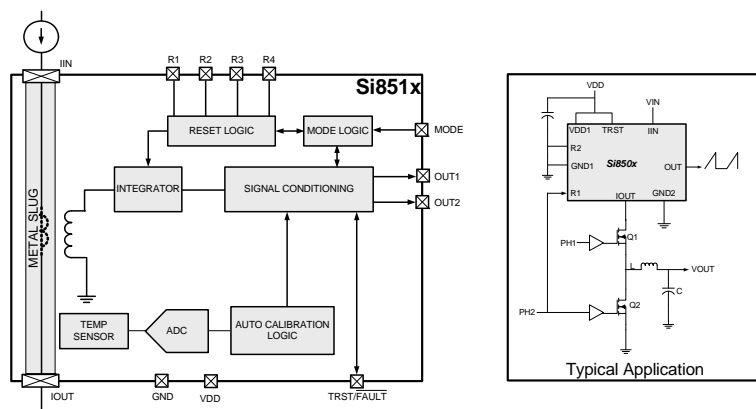 IIN
R1
R2
R3
R4
Si851x
RESET LOGIC
MODE LOGIC
MODE
METAL SLUG
INTEGRATOR
SIGNAL CONDITIONING
OUT1
OUT2
TEMP
SENSOR
ADC
AUTO CALIBRATION
LOGIC
IOUT
GND
VDD
TRST/FAULT
VDD
VIN
VDD1
TRST
IIN
R2
GND1
Si850x
OUT
R1
IOUT
GND2
PH1
Q1
L
VOUT
C
PH2
Q2
Typical Application